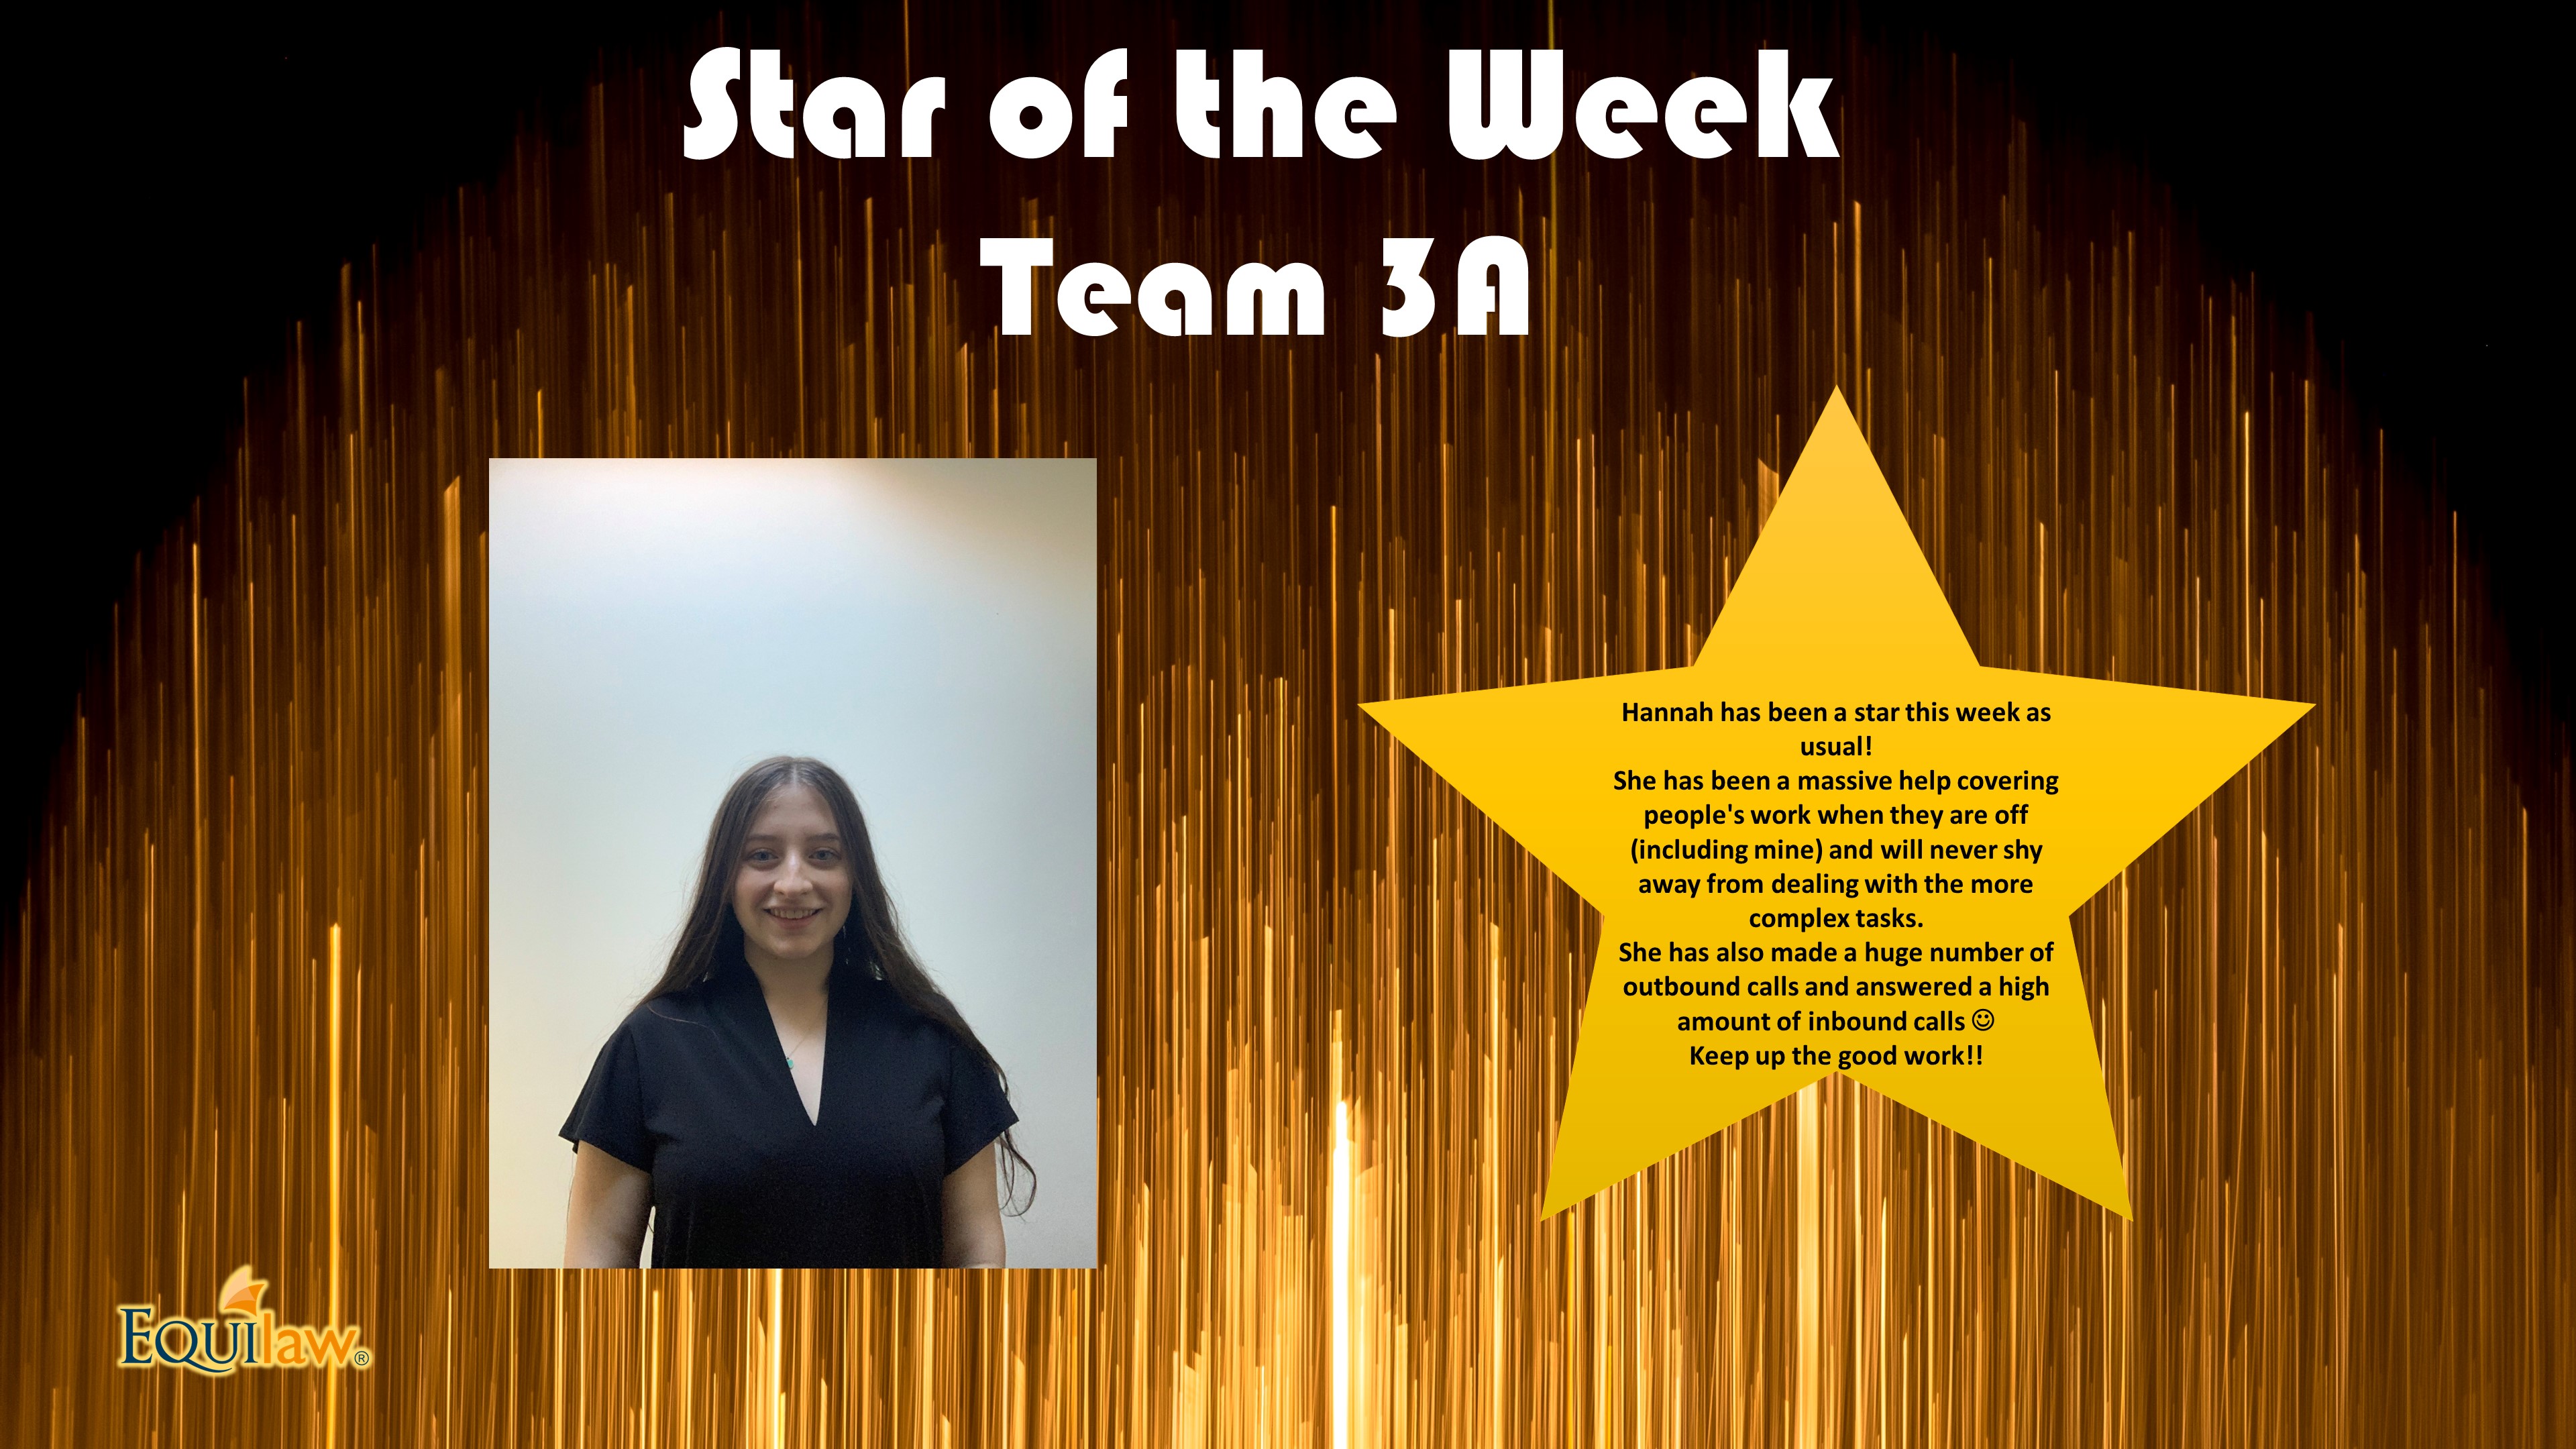 Star of the Week
Team 3A
Hannah has been a star this week as
usual!
She has been a massive help covering
people's work when they are off
(including mine) and will never shy
away from dealing with the more
complex tasks.
She has also made a huge number of
outbound calls and answered a high
amount of inbound calls ☺
Keep up the good work!!
EQUIlaw®